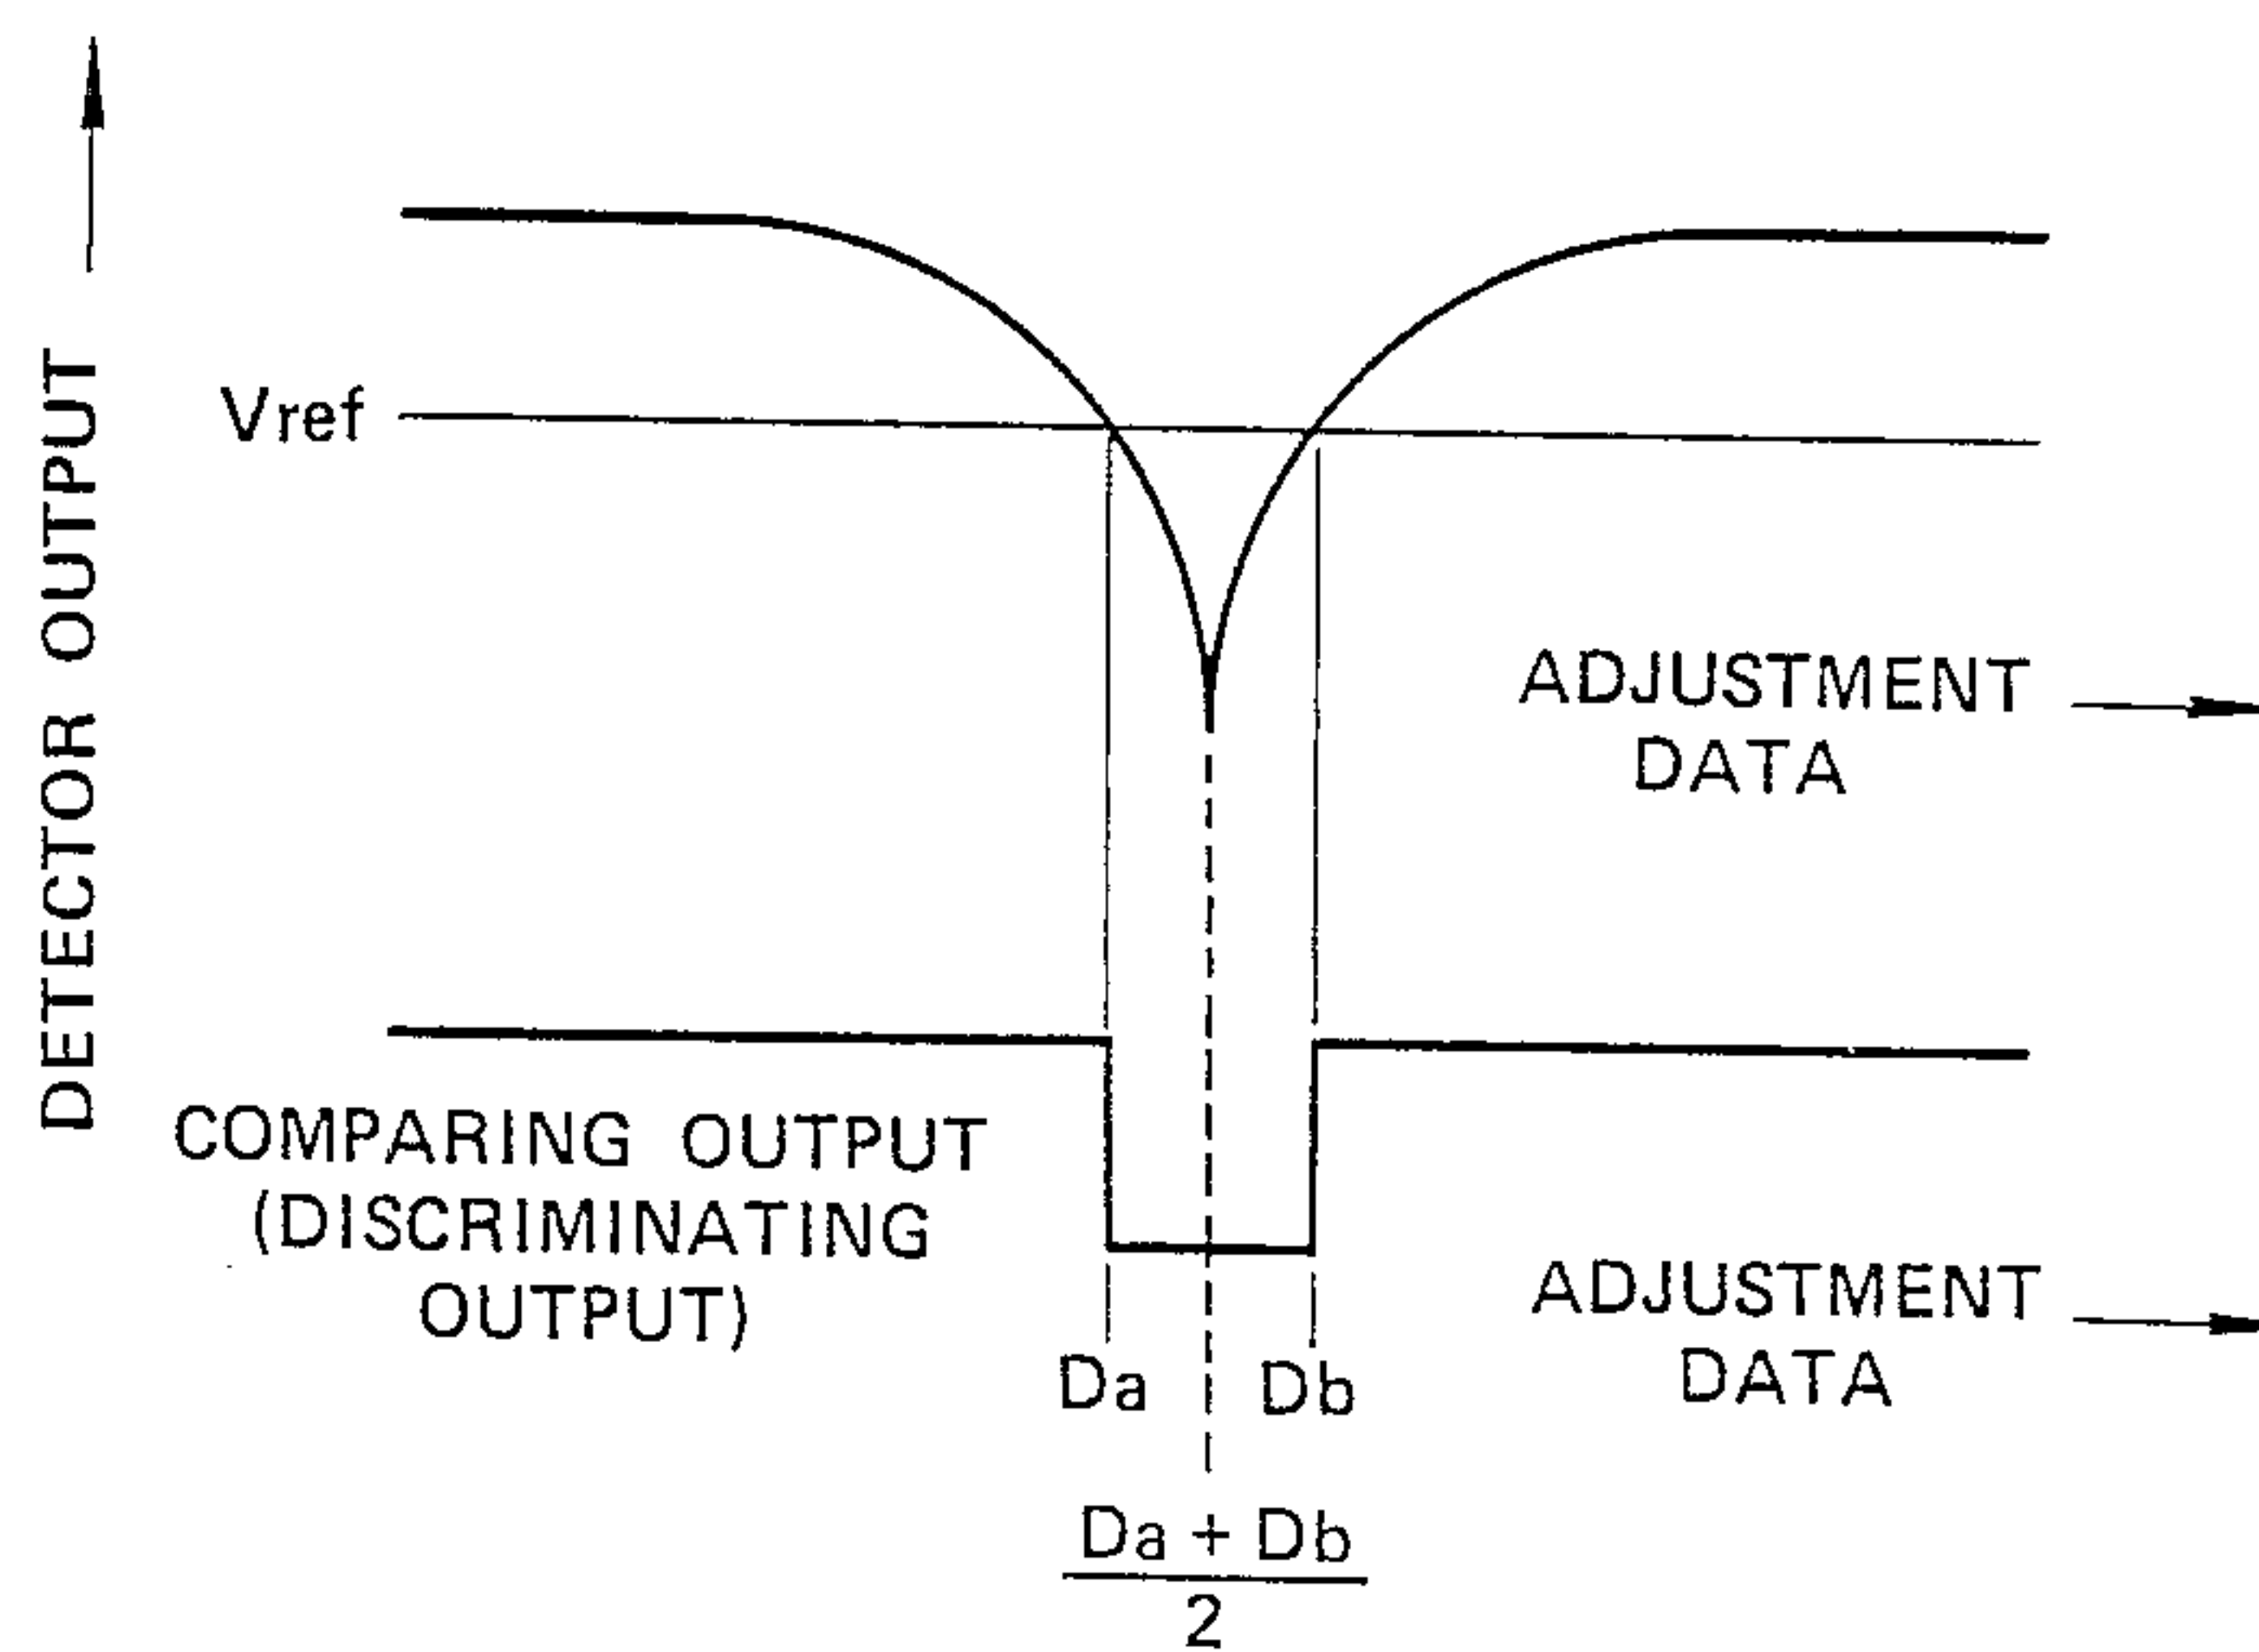 DETECTOR OUTPUT
Vref
ADJUSTMENT
DATA
COMPARING OUTPUT
(DISCRIMINATING
OUTPUT)
ADJUSTMENT
DATA
Da
Db
Da + Db
2